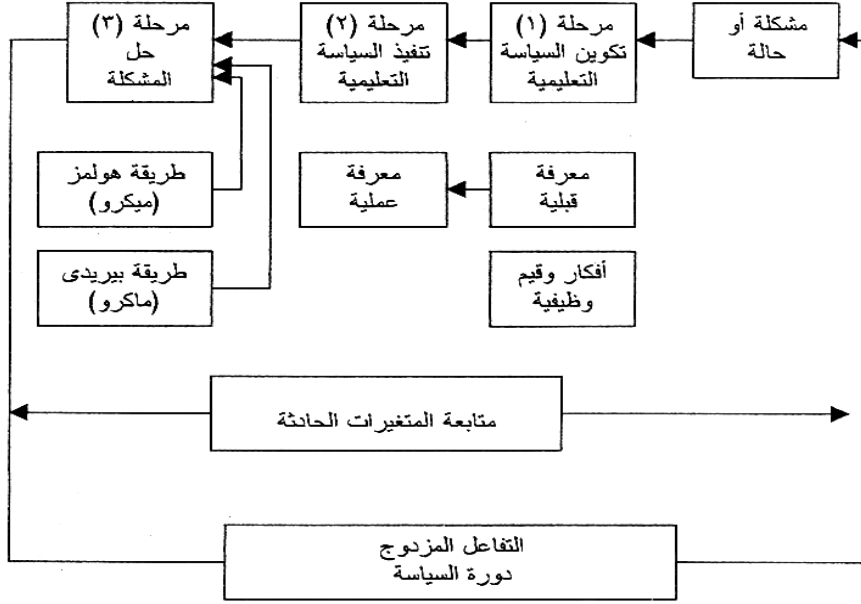 مشكلة أو
حالة
مرحلة (١)
تكوين السياسة
التعليمية
مرحلة (٢)
تنفيذ السياسة
التعليمية
مرحلة (٣)
حل
المشكلة
معرفة
قبلية
معرفة
عملية
طريقة هولمز
(ميكرو)
أفكار وقيم
وظيفية
طريقة بيريدى
(ماكرو)
متابعة المتغيرات الحادثة
التفاعل المزدوج
دورة السياسة